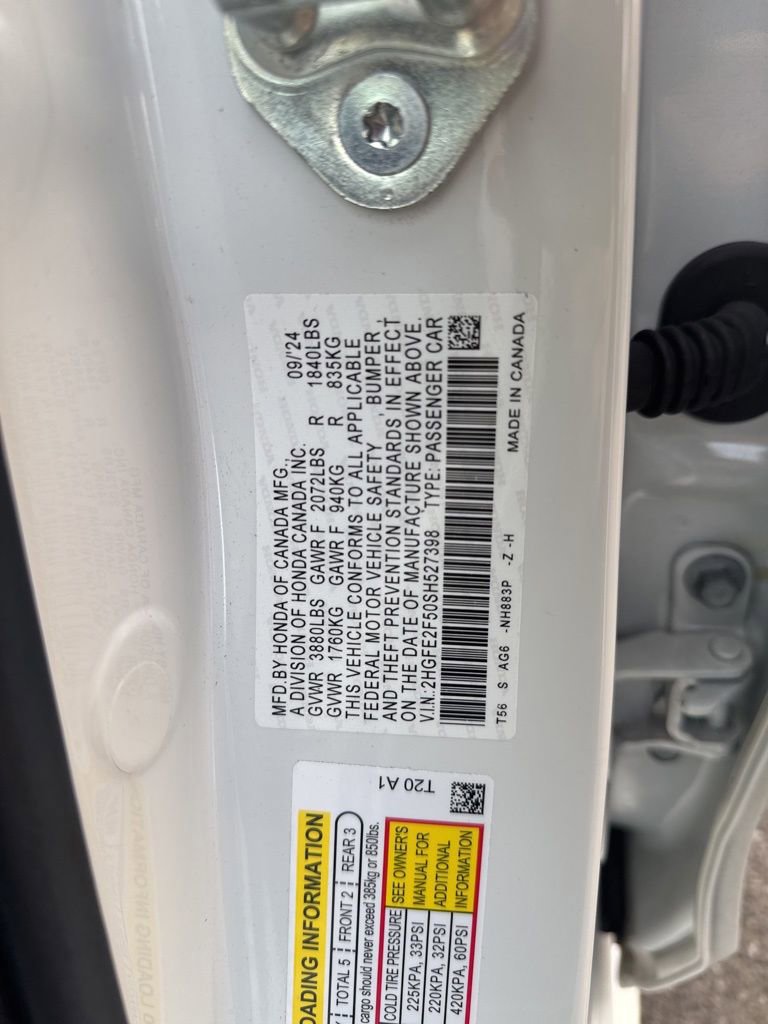 MFD.BY HONDA OF CANADA MFG.,
A DIVISION OF HONDA CANADA INC. 09/'24
GVWR 3880LBS GAWR F 2072LBS R 1840LBS
GVWR 1760KG GAWR F 940KG R 835KG
THIS VEHICLE CONFORMS TO ALL APPLICABLE
FEDERAL MOTOR VEHICLE SAFETY , BUMPER ,
AND THEFT PREVENTION STANDARDS IN EFFECT
ON THE DATE OF MANUFACTURE SHOWN ABOVE.
V.I.N.:2HGFE2F50SH527398 TYPE: PASSENGER CAR
T56 S AG6 -NH883P -Z -H
MADE IN CANADA
T20 A1
OADING INFORMATION
TOTAL 5 FRONT 2 REAR 3
cargo should never exceed 385kg or 850lbs.
COLD TIRE PRESSURE SEE OWNER'S
225KPA, 33PSI MANUAL FOR
220KPA, 32PSI ADDITIONAL
420KPA, 60PSI INFORMATION